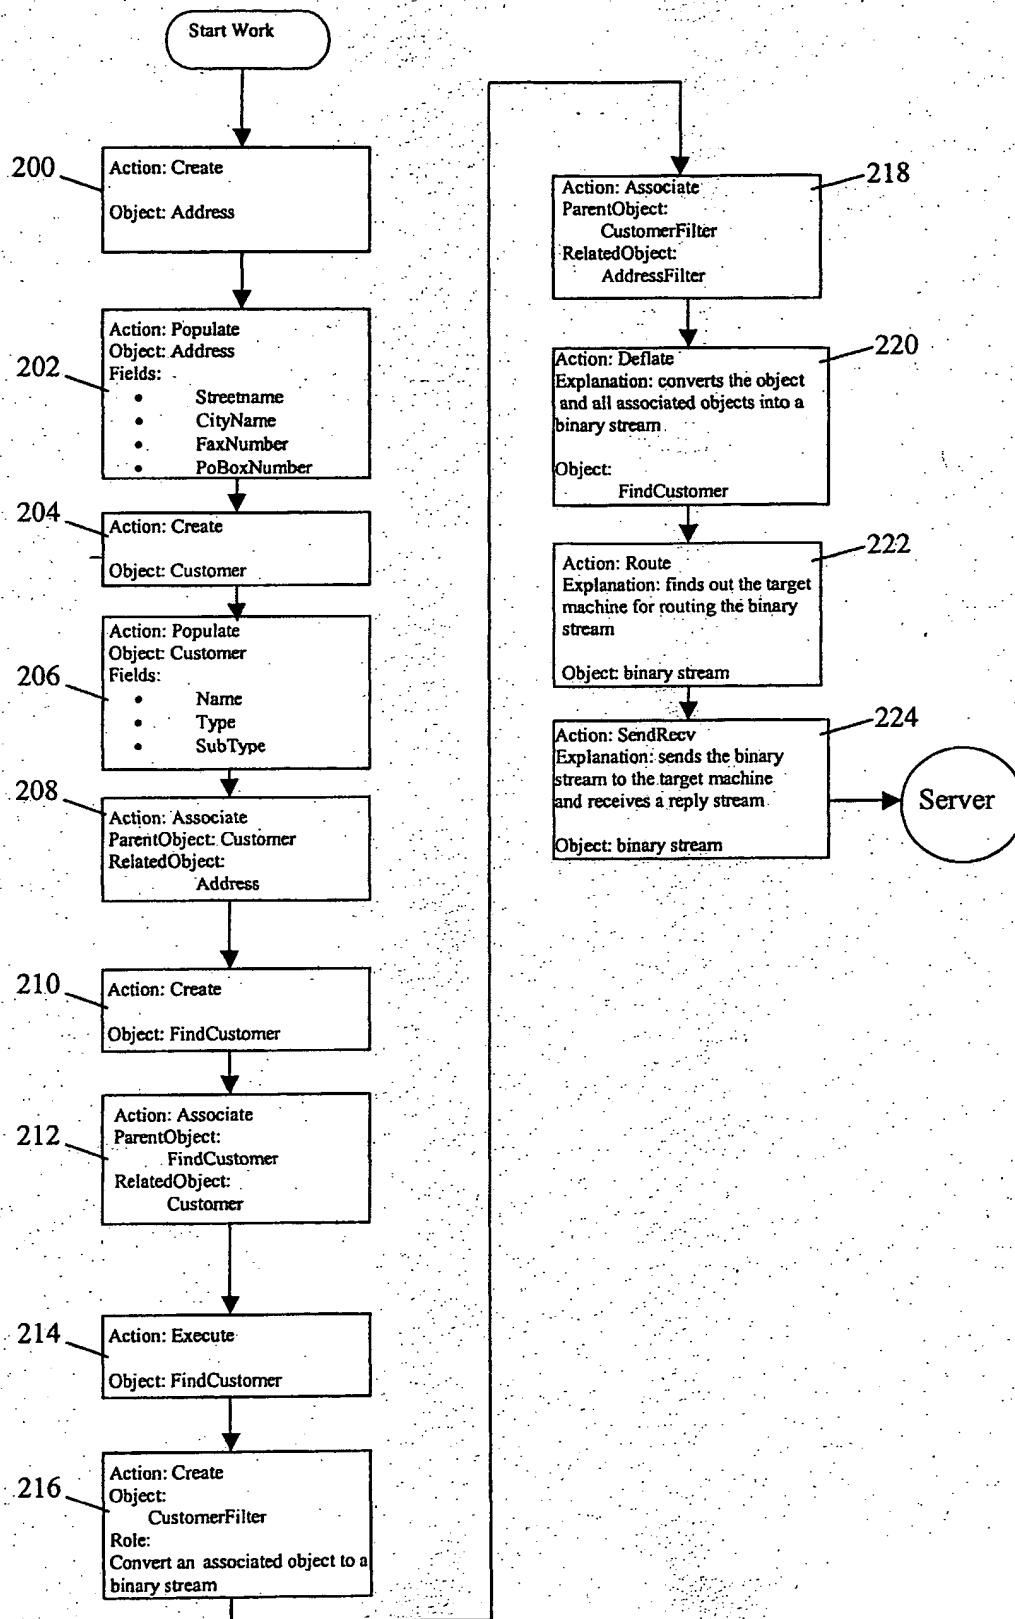 Start Work
200
Action: Create
Object: Address
202
Action: Populate
Object: Address
Fields:
• Streetname
• CityName
• FaxNumber
• PoBoxNumber
204
Action: Create
Object: Customer
206
Action: Populate
Object: Customer
Fields:
• Name
• Type
• SubType
208
Action: Associate
ParentObject: Customer
RelatedObject:
Address
210
Action: Create
Object: FindCustomer
212
Action: Associate
ParentObject:
FindCustomer
RelatedObject:
Customer
214
Action: Execute
Object: FindCustomer
216
Action: Create
Object:
CustomerFilter
Role:
Convert an associated object to a
binary stream
218
Action: Associate
ParentObject:
CustomerFilter
RelatedObject:
AddressFilter
220
Action: Deflate
Explanation: converts the object
and all associated objects into a
binary stream
Object:
FindCustomer
222
Action: Route
Explanation: finds out the target
machine for routing the binary
stream
Object: binary stream
224
Action: SendRecv
Explanation: sends the binary
stream to the target machine
and receives a reply stream
Object: binary stream
Server